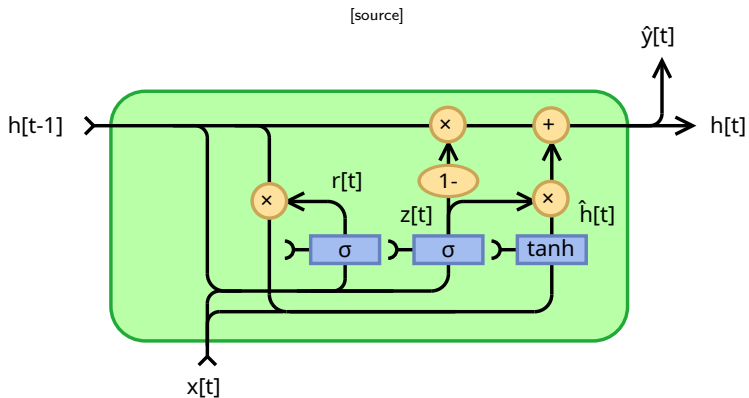 [source]
ŷ[t]
h[t-1]
×
+
h[t]
r[t]
1-
×
z[t]
×
ĥ[t]
σ
σ
tanh
x[t]